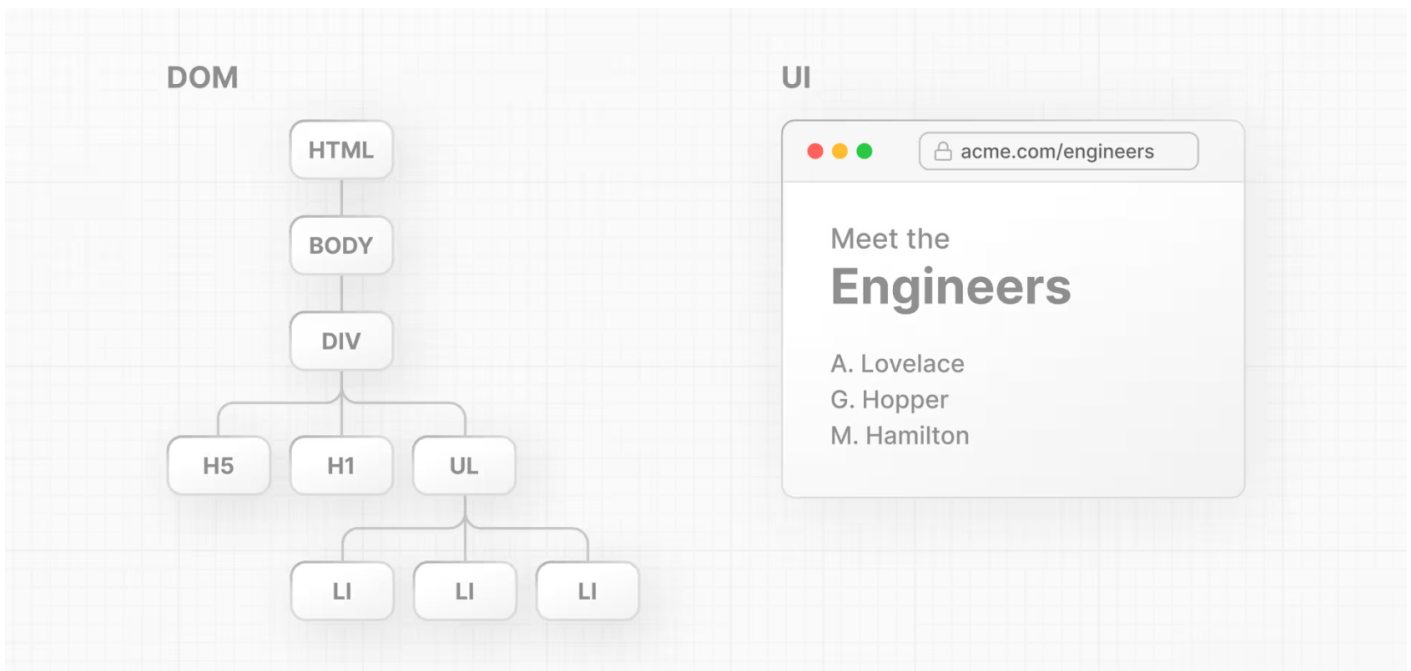 DOM
HTML
BODY
DIV
H5 H1 UL
LI LI LI
UI
acme.com/engineers
Meet the
Engineers
A. Lovelace
G. Hopper
M. Hamilton